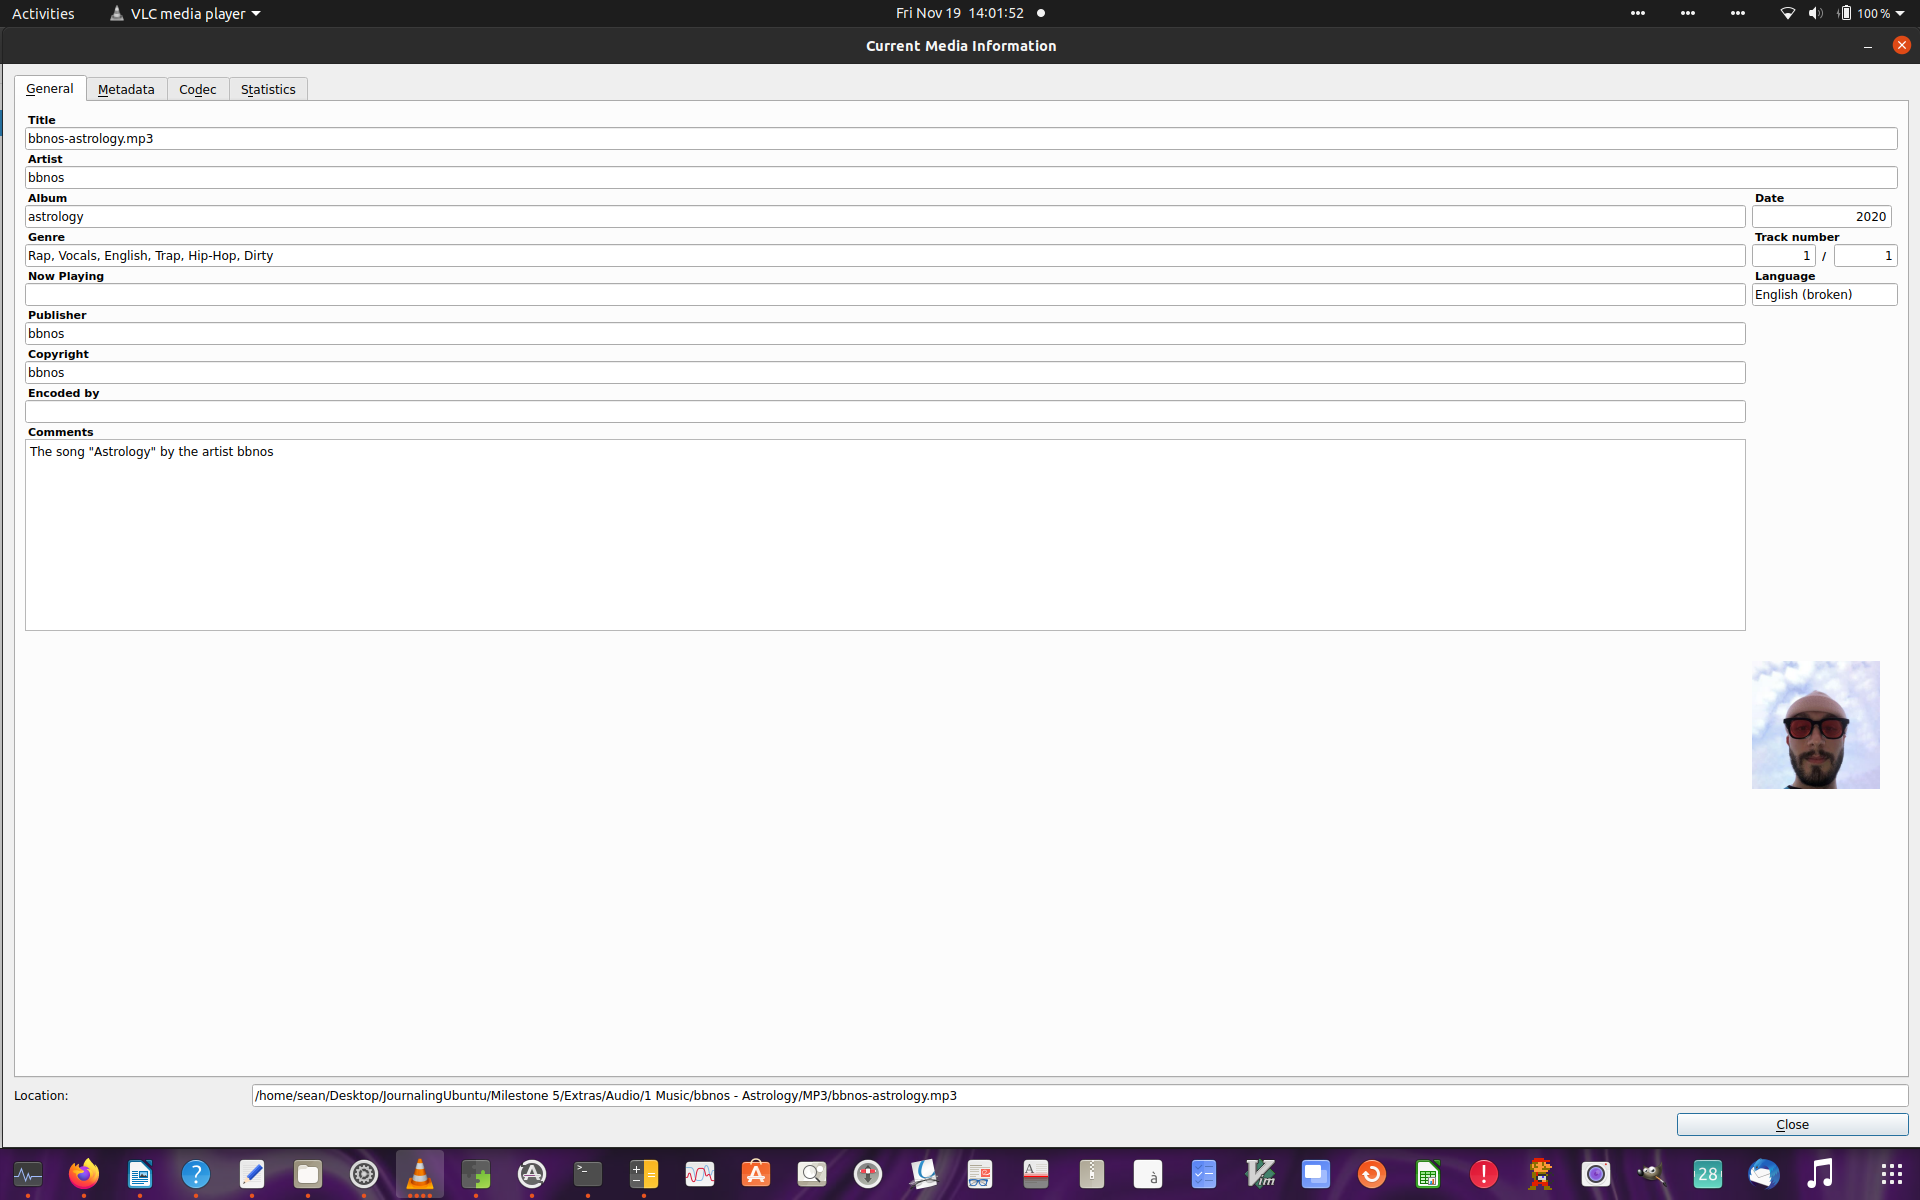 Activities VLC media player Fri Nov 19 14:01:52 100 %
Current Media Information
General Metadata Codec Statistics
Title
bbnos-astrology.mp3
Artist
bbnos
Album Date
astrology 2020
Genre Track number
Rap, Vocals, English, Trap, Hip-Hop, Dirty 1 / 1
Now Playing Language
English (broken)
Publisher
bbnos
Copyright
bbnos
Encoded by
Comments
The song "Astrology" by the artist bbnos
Location: /home/sean/Desktop/JournalingUbuntu/Milestone 5/Extras/Audio/1 Music/bbnos - Astrology/MP3/bbnos-astrology.mp3
Close
? >_ A A à Vim ! 28